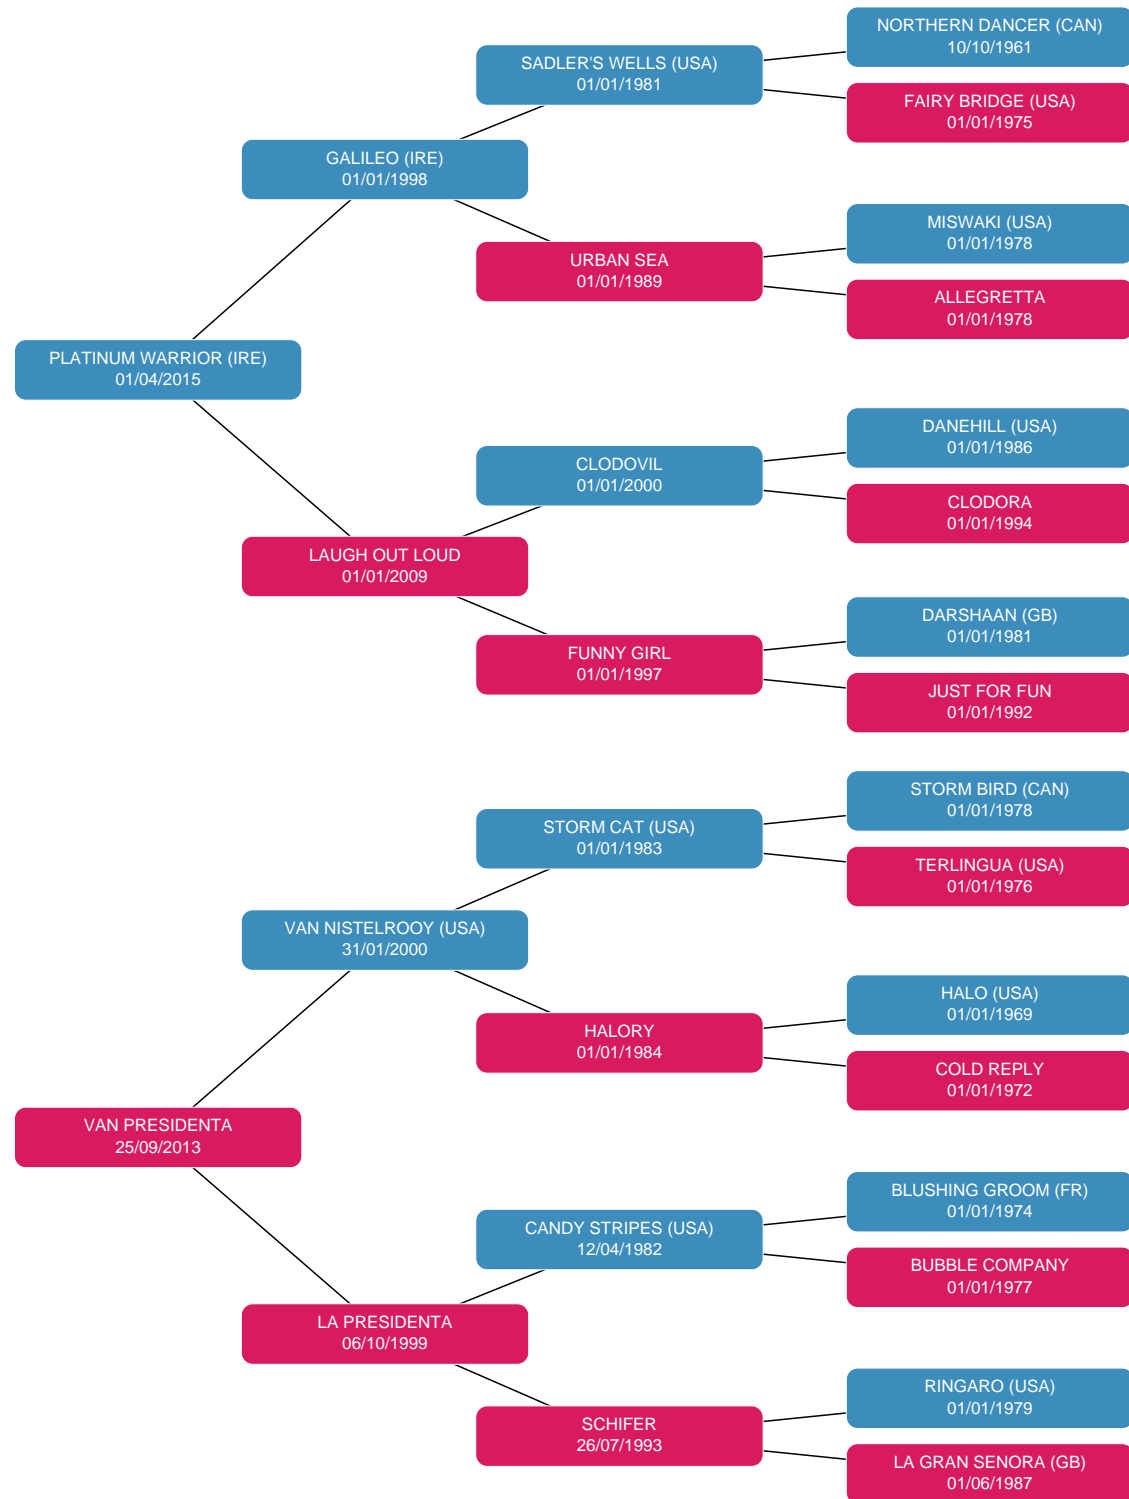 NORTHERN DANCER (CAN)
10/10/1961
SADLER'S WELLS (USA)
01/01/1981
FAIRY BRIDGE (USA)
01/01/1975
GALILEO (IRE)
01/01/1998
MISWAKI (USA)
01/01/1978
URBAN SEA
01/01/1989
ALLEGRETTA
01/01/1978
PLATINUM WARRIOR (IRE)
01/04/2015
DANEHILL (USA)
01/01/1986
CLODOVIL
01/01/2000
CLODORA
01/01/1994
LAUGH OUT LOUD
01/01/2009
DARSHAAN (GB)
01/01/1981
FUNNY GIRL
01/01/1997
JUST FOR FUN
01/01/1992
STORM BIRD (CAN)
01/01/1978
STORM CAT (USA)
01/01/1983
TERLINGUA (USA)
01/01/1976
VAN NISTELROOY (USA)
31/01/2000
HALO (USA)
01/01/1969
HALORY
01/01/1984
COLD REPLY
01/01/1972
VAN PRESIDENTA
25/09/2013
BLUSHING GROOM (FR)
01/01/1974
CANDY STRIPES (USA)
12/04/1982
BUBBLE COMPANY
01/01/1977
LA PRESIDENTA
06/10/1999
RINGARO (USA)
01/01/1979
SCHIFER
26/07/1993
LA GRAN SENORA (GB)
01/06/1987